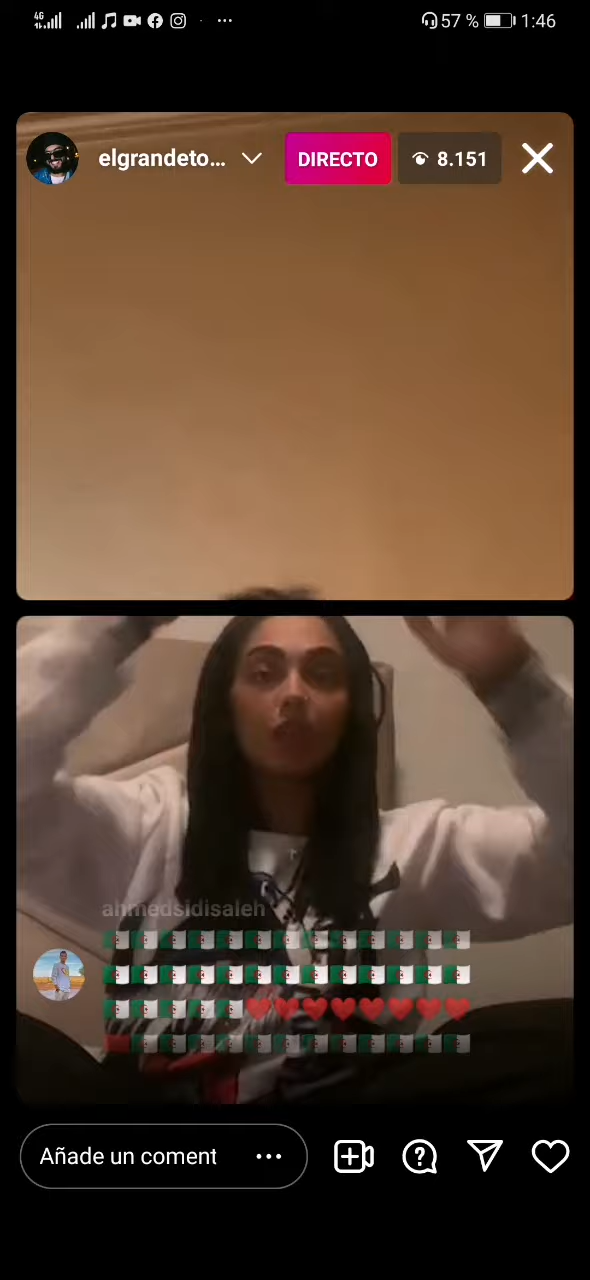 4G 57 % 1:46
elgrandeto... DIRECTO 8.151
ahmedsidisaleh
🇩🇿🇩🇿🇩🇿🇩🇿🇩🇿🇩🇿🇩🇿🇩🇿🇩🇿🇩🇿🇩🇿🇩🇿🇩🇿
🇩🇿🇩🇿🇩🇿🇩🇿🇩🇿🇩🇿🇩🇿🇩🇿🇩🇿🇩🇿🇩🇿🇩🇿🇩🇿
🇩🇿🇩🇿🇩🇿🇩🇿🇩🇿❤️❤️❤️❤️❤️❤️❤️❤️
🇲🇦🇩🇿🇩🇿🇩🇿🇩🇿🇩🇿🇩🇿🇩🇿🇩🇿🇩🇿🇩🇿🇩🇿🇩🇿
Añade un coment